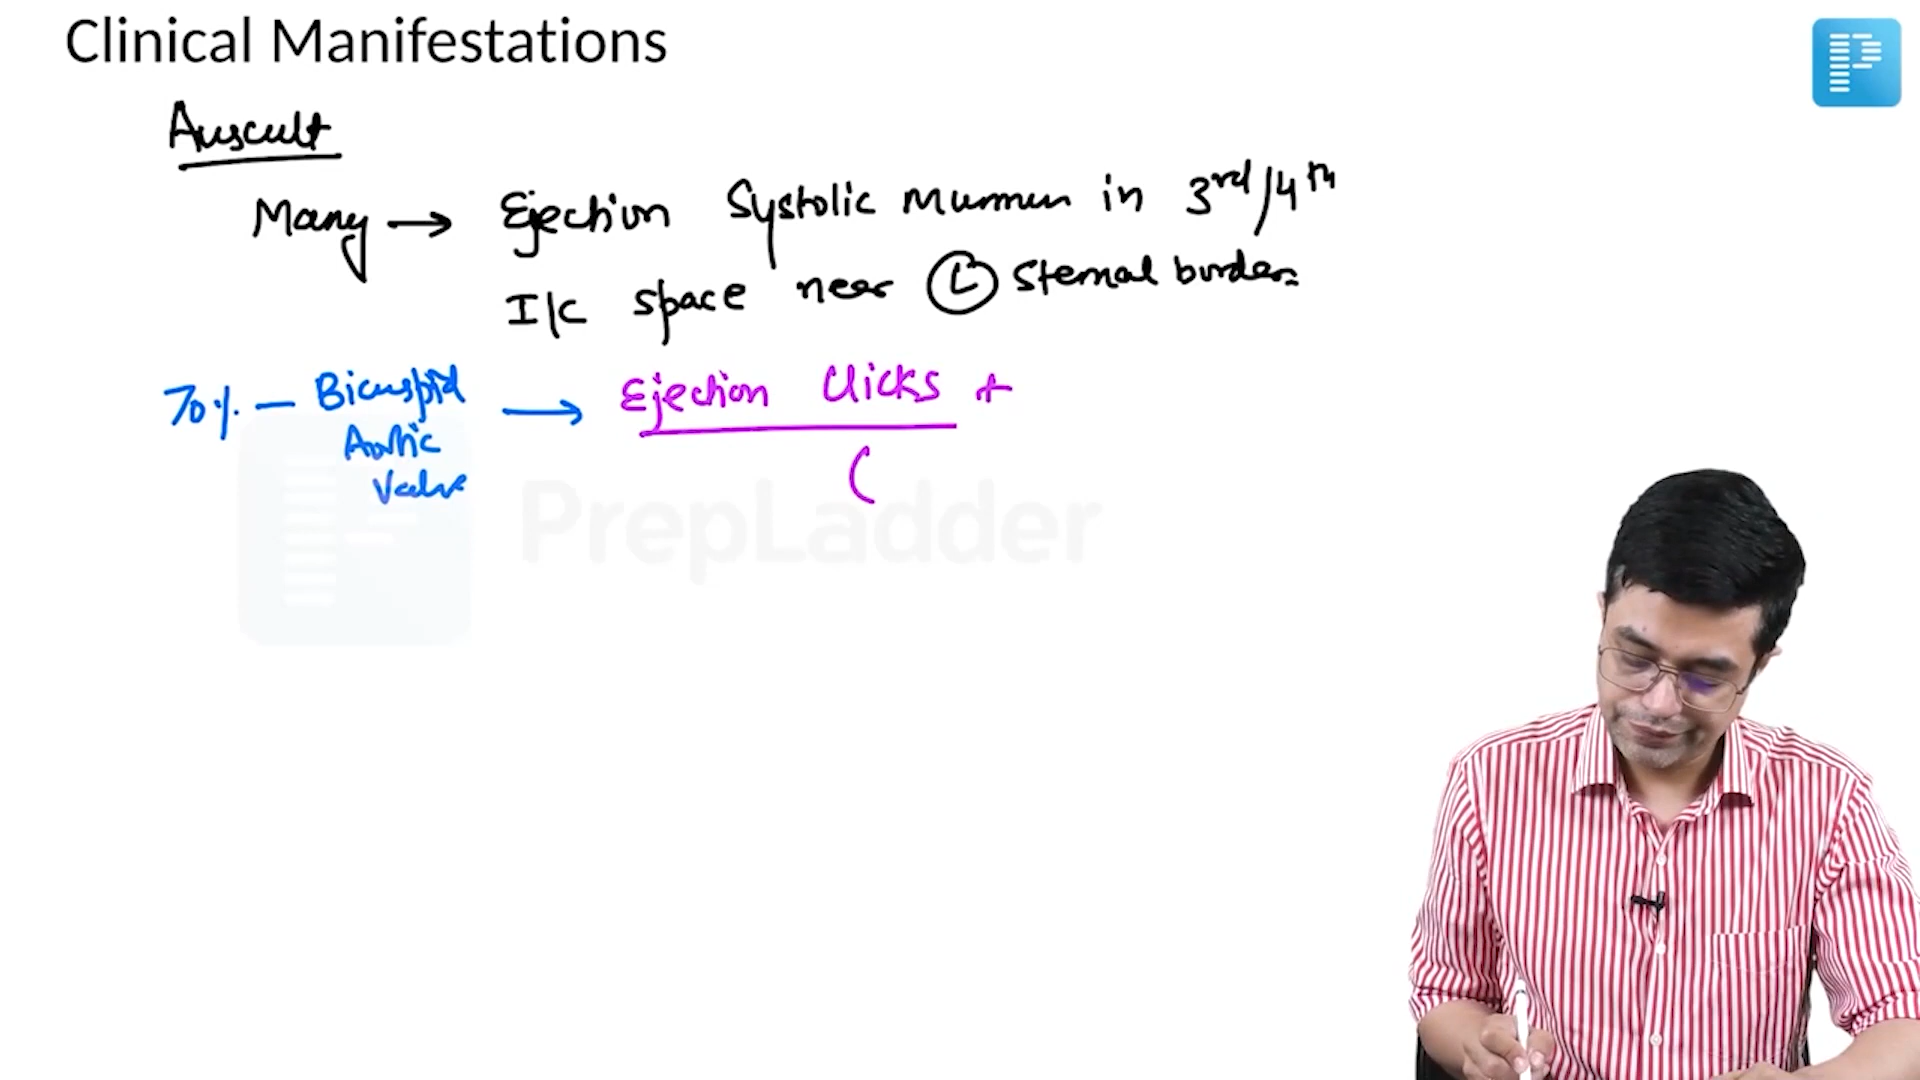 Clinical Manifestations
Auscult
Many → Ejection Systolic Murmur in 3rd/4th
I/C space near Ⓛ Sternal border
70% — Bicuspid → Ejection Clicks +
Aortic
Valve
(
PrepLadder